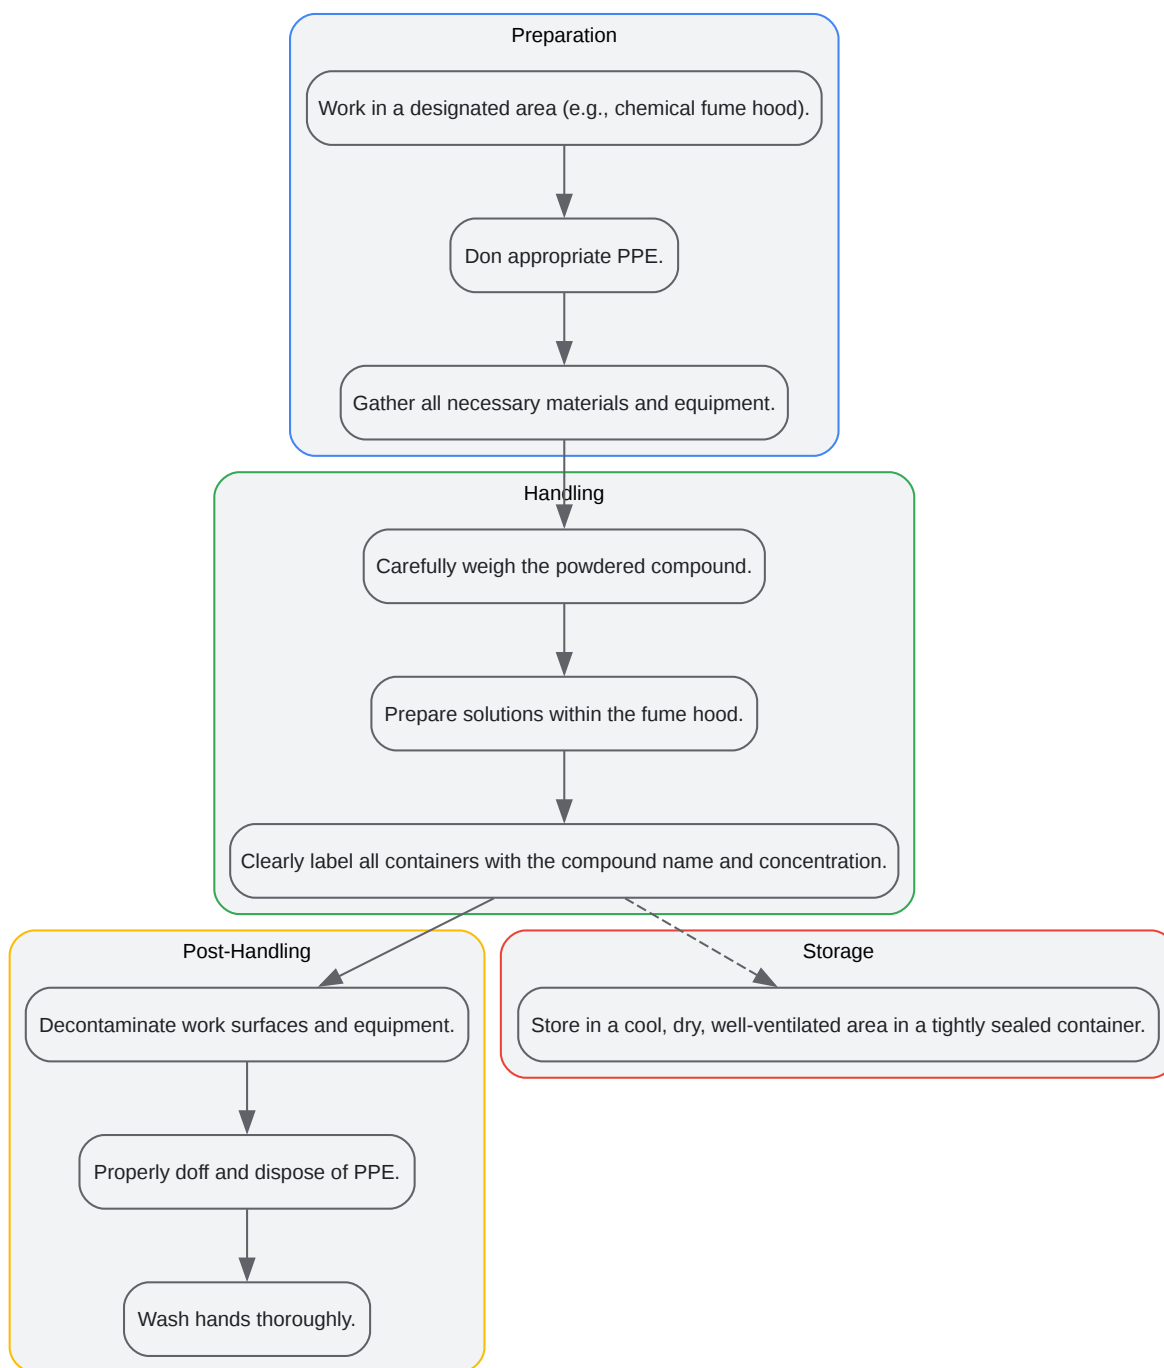 Preparation
Work in a designated area (e.g., chemical fume hood).
Don appropriate PPE.
Gather all necessary materials and equipment.
Handling
Carefully weigh the powdered compound.
Prepare solutions within the fume hood.
Clearly label all containers with the compound name and concentration.
Post-Handling
Decontaminate work surfaces and equipment.
Properly doff and dispose of PPE.
Wash hands thoroughly.
Storage
Store in a cool, dry, well-ventilated area in a tightly sealed container.